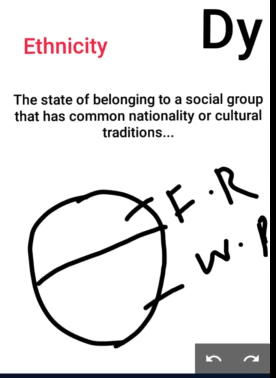 Ethnicity
Dy
The state of belonging to a social group
that has common nationality or cultural
traditions...
F.R
W.